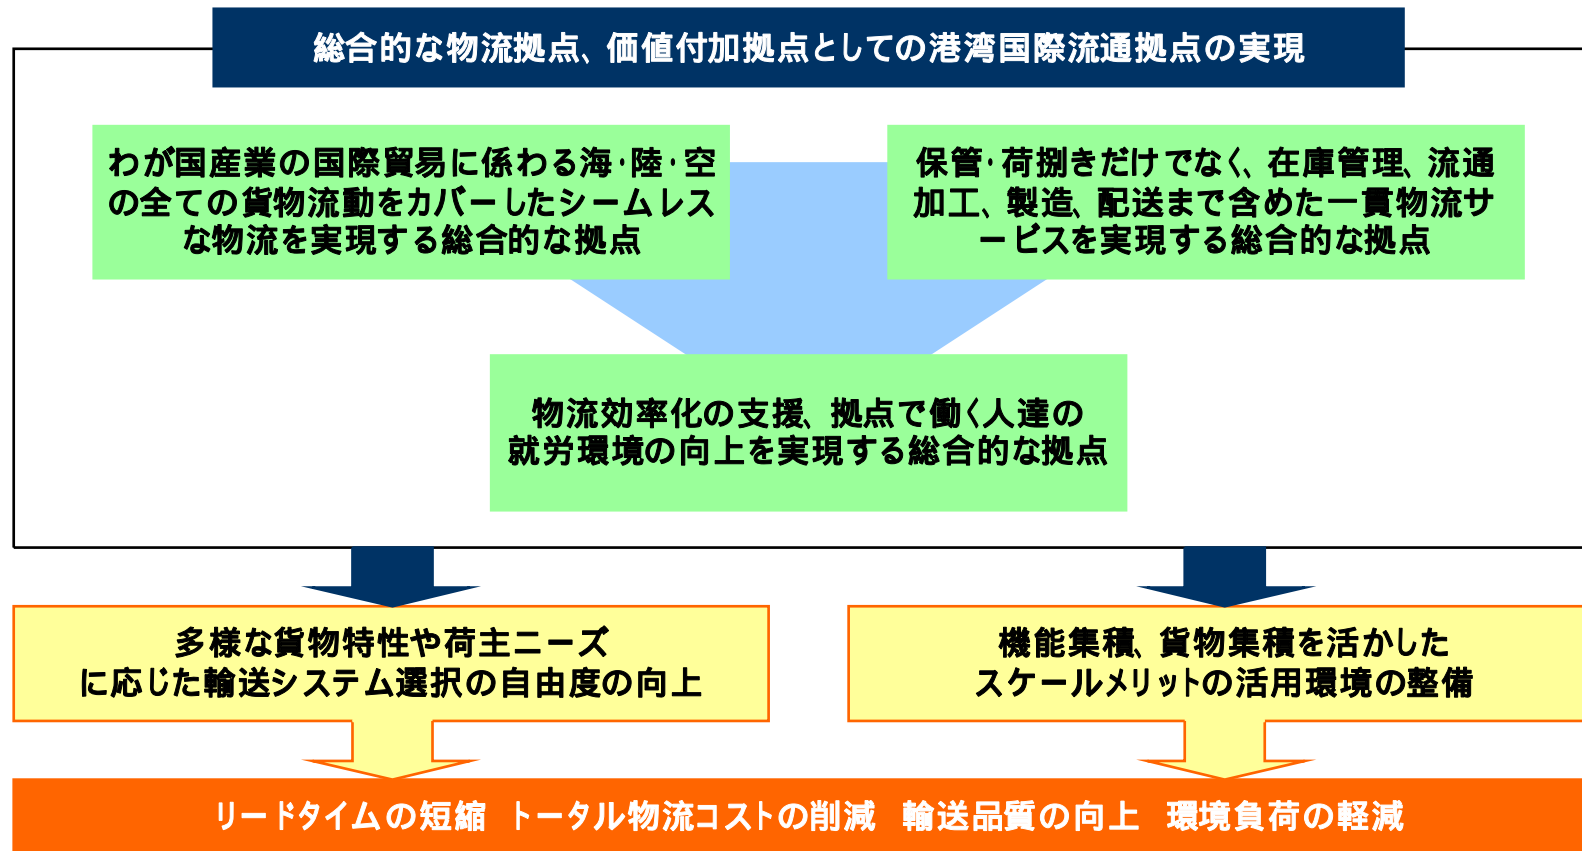 総合的な物流拠点、価値付加拠点としての港湾国際流通拠点の実現
わが国産業の国際貿易に係わる海・陸・空
の全ての貨物流動をカバーしたシームレス
な物流を実現する総合的な拠点
保管・荷捌きだけでなく、在庫管理、流通
加工、製造、配送まで含めた一貫物流サ
ービスを実現する総合的な拠点
物流効率化の支援、拠点で働く人達の
就労環境の向上を実現する総合的な拠点
多様な貨物特性や荷主ニーズ
に応じた輸送システム選択の自由度の向上
機能集積、貨物集積を活かした
スケールメリットの活用環境の整備
リードタイムの短縮 トータル物流コストの削減 輸送品質の向上 環境負荷の軽減